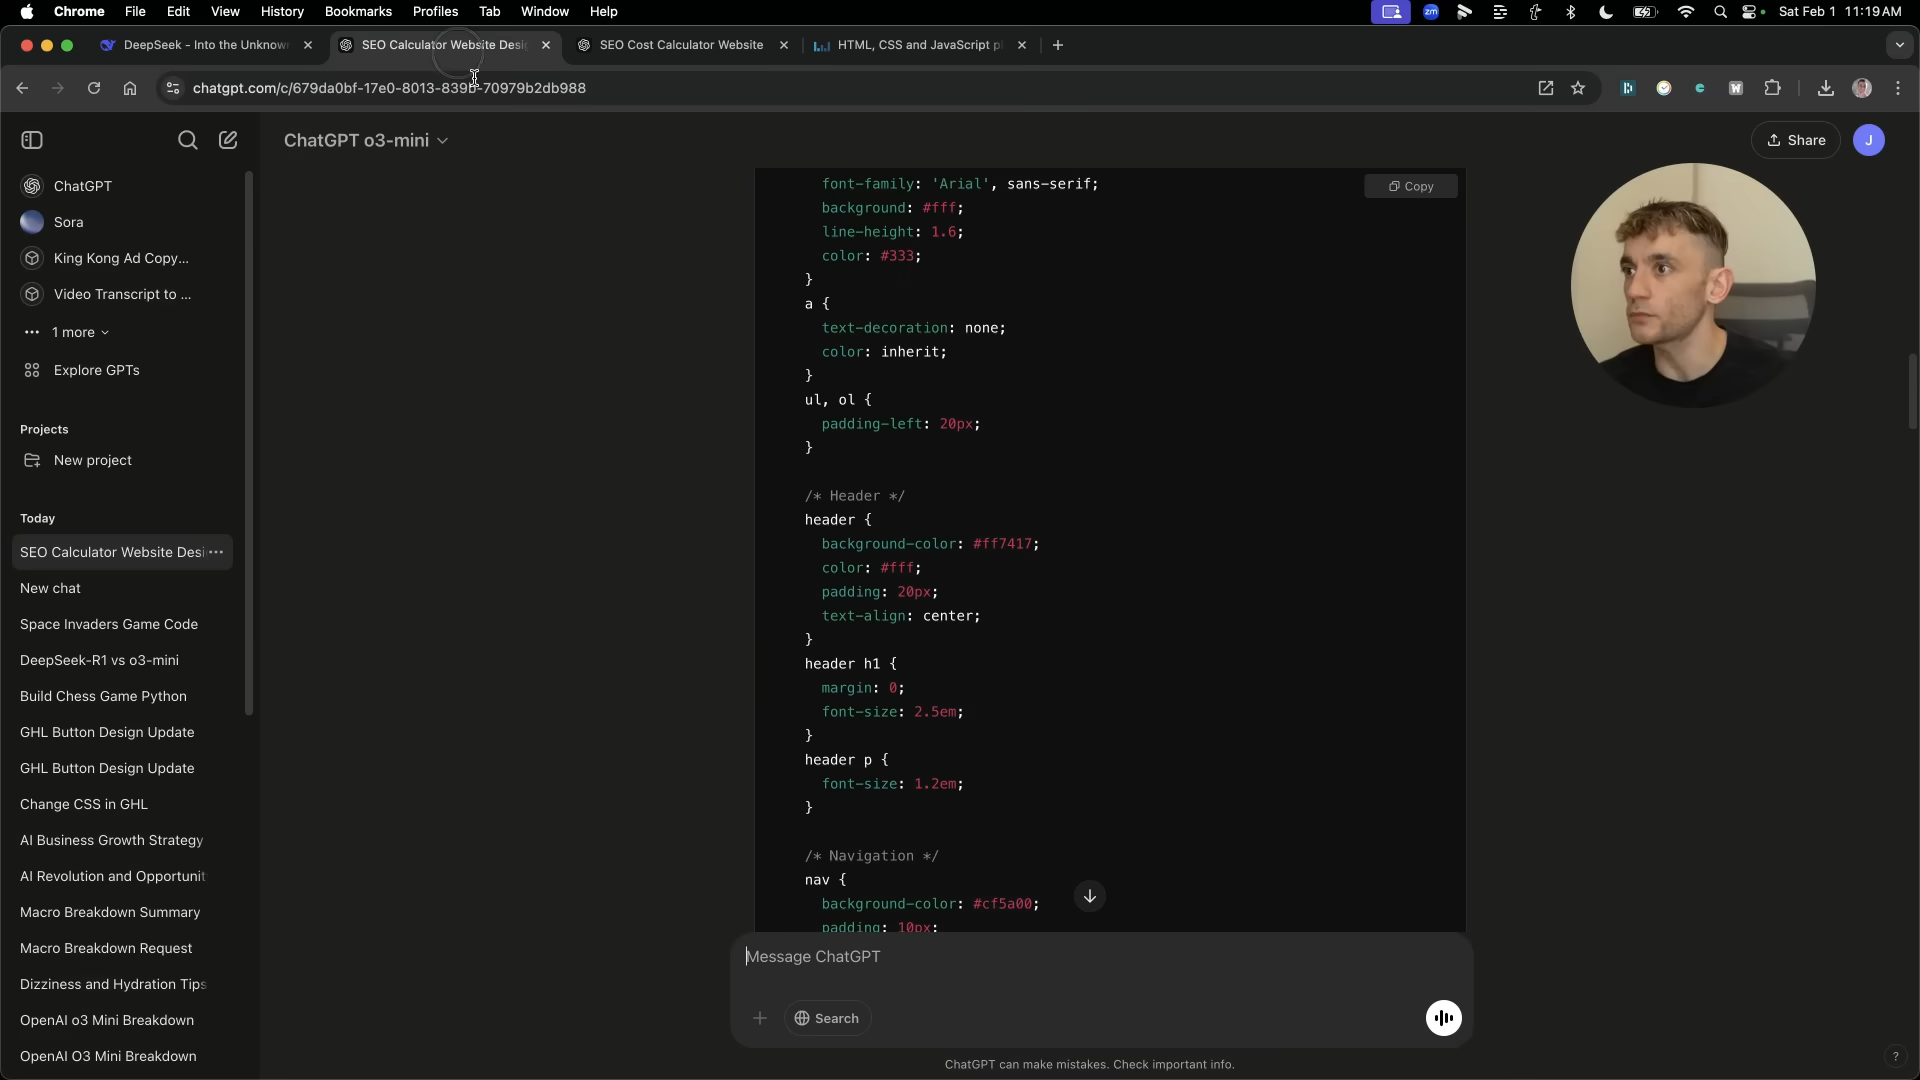 Chrome File Edit View History Bookmarks Profiles Tab Window Help
zm
Sat Feb 1 11:19 AM
DeepSeek - Into the Unknow
SEO Calculator Website Desig
SEO Cost Calculator Website
HTML, CSS and JavaScript pl
chatgpt.com/c/679da0bf-17e0-8013-839b-70979b2db988
ChatGPT o3-mini
Share
J
ChatGPT
Sora
King Kong Ad Copy...
Video Transcript to ...
1 more
Explore GPTs
Projects
New project
Today
SEO Calculator Website Desi
New chat
Space Invaders Game Code
DeepSeek-R1 vs o3-mini
Build Chess Game Python
GHL Button Design Update
GHL Button Design Update
Change CSS in GHL
AI Business Growth Strategy
AI Revolution and Opportunit
Macro Breakdown Summary
Macro Breakdown Request
Dizziness and Hydration Tips
OpenAI o3 Mini Breakdown
OpenAI O3 Mini Breakdown
Copy
font-family: 'Arial', sans-serif;
background: #fff;
line-height: 1.6;
color: #333;
}
a {
text-decoration: none;
color: inherit;
}
ul, ol {
padding-left: 20px;
}
/* Header */
header {
background-color: #ff7417;
color: #fff;
padding: 20px;
text-align: center;
}
header h1 {
margin: 0;
font-size: 2.5em;
}
header p {
font-size: 1.2em;
}
/* Navigation */
nav {
background-color: #cf5a00;
padding: 10px;
Message ChatGPT
Search
ChatGPT can make mistakes. Check important info.
?